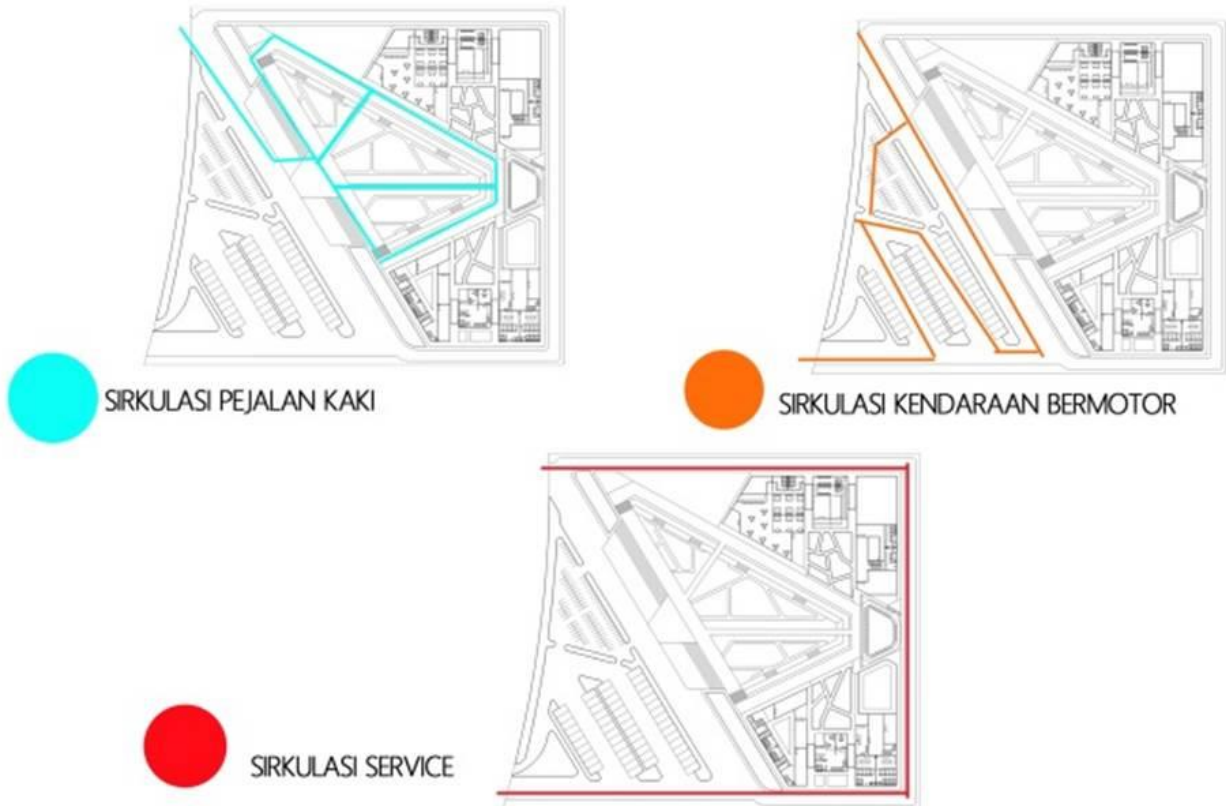 SIRKULASI PEJALAN KAKI
SIRKULASI KENDARAAN BERMOTOR
SIRKULASI SERVICE